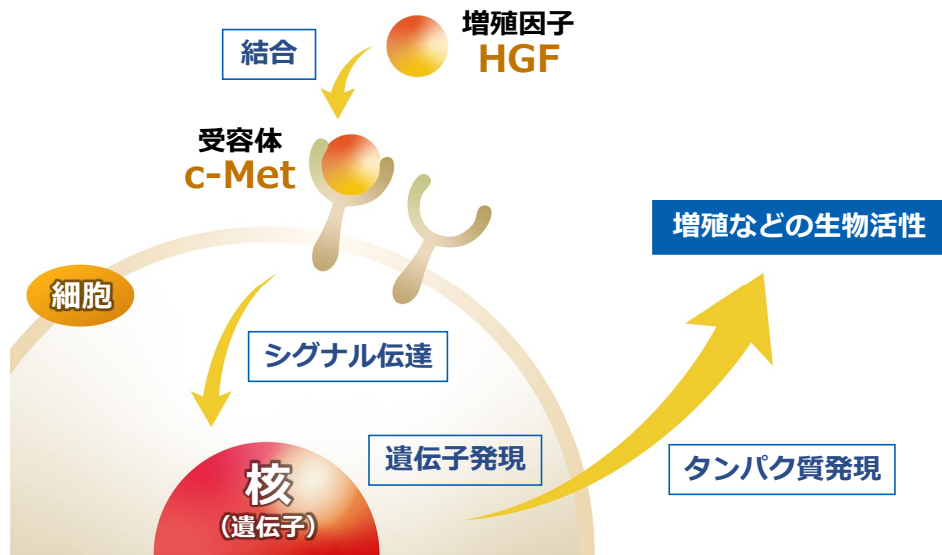 増殖因子
HGF
結合
受容体
c-Met
増殖などの生物活性
細胞
シグナル伝達
遺伝子発現
タンパク質発現
核
（遺伝子）